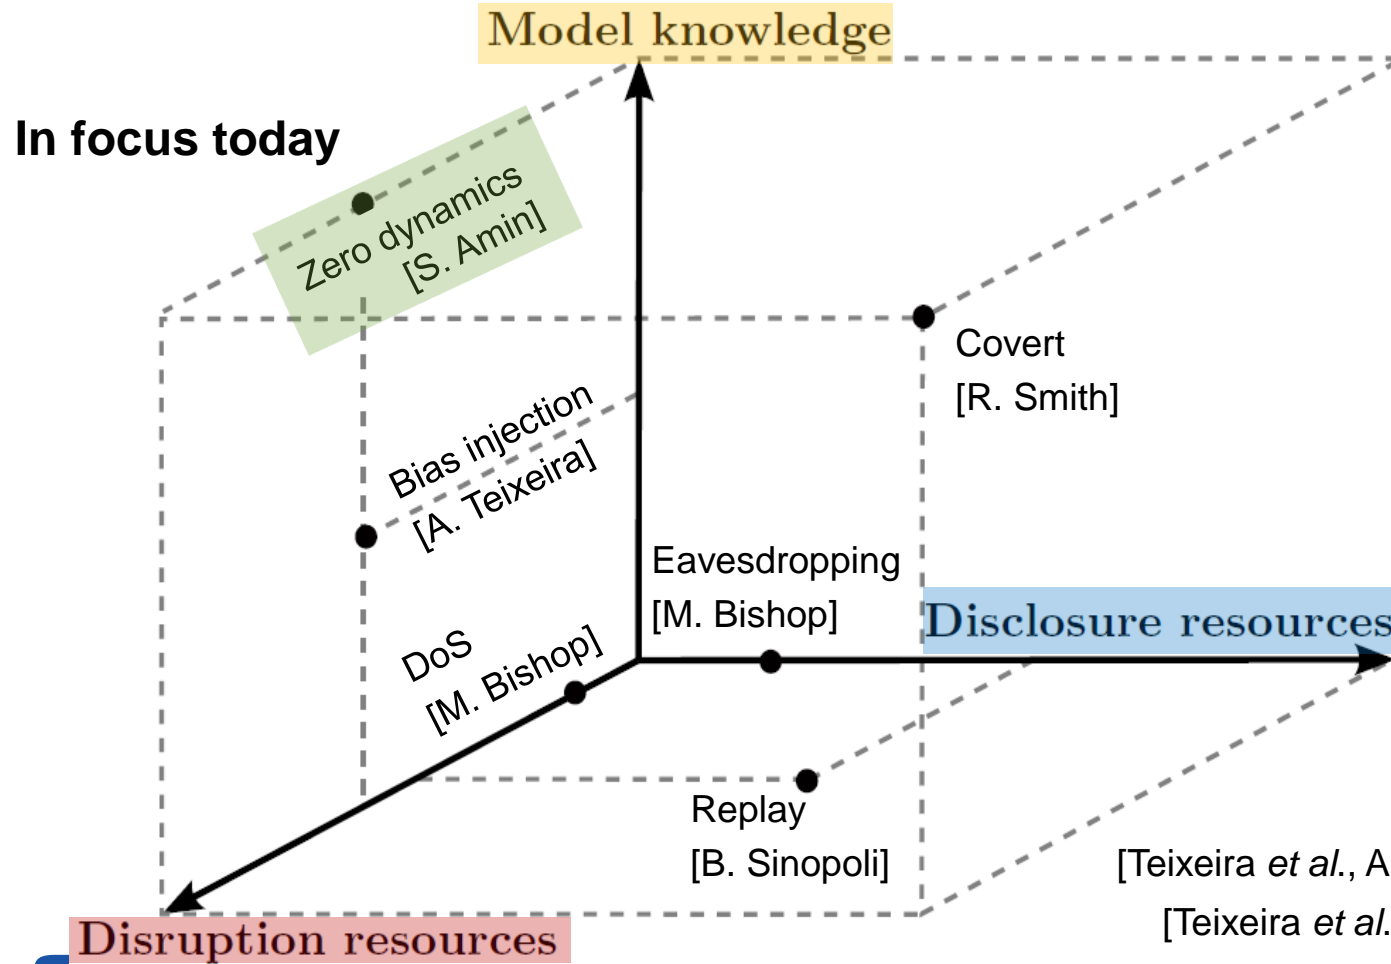 Model knowledge
In focus today
Zero dynamics
[S. Amin]
Covert
[R. Smith]
Bias injection
[A. Teixeira]
Eavesdropping
[M. Bishop]
Disclosure resources
DoS
[M. Bishop]
Replay
[B. Sinopoli]
[Teixeira et al., A
[Teixeira et al.
Disruption resources